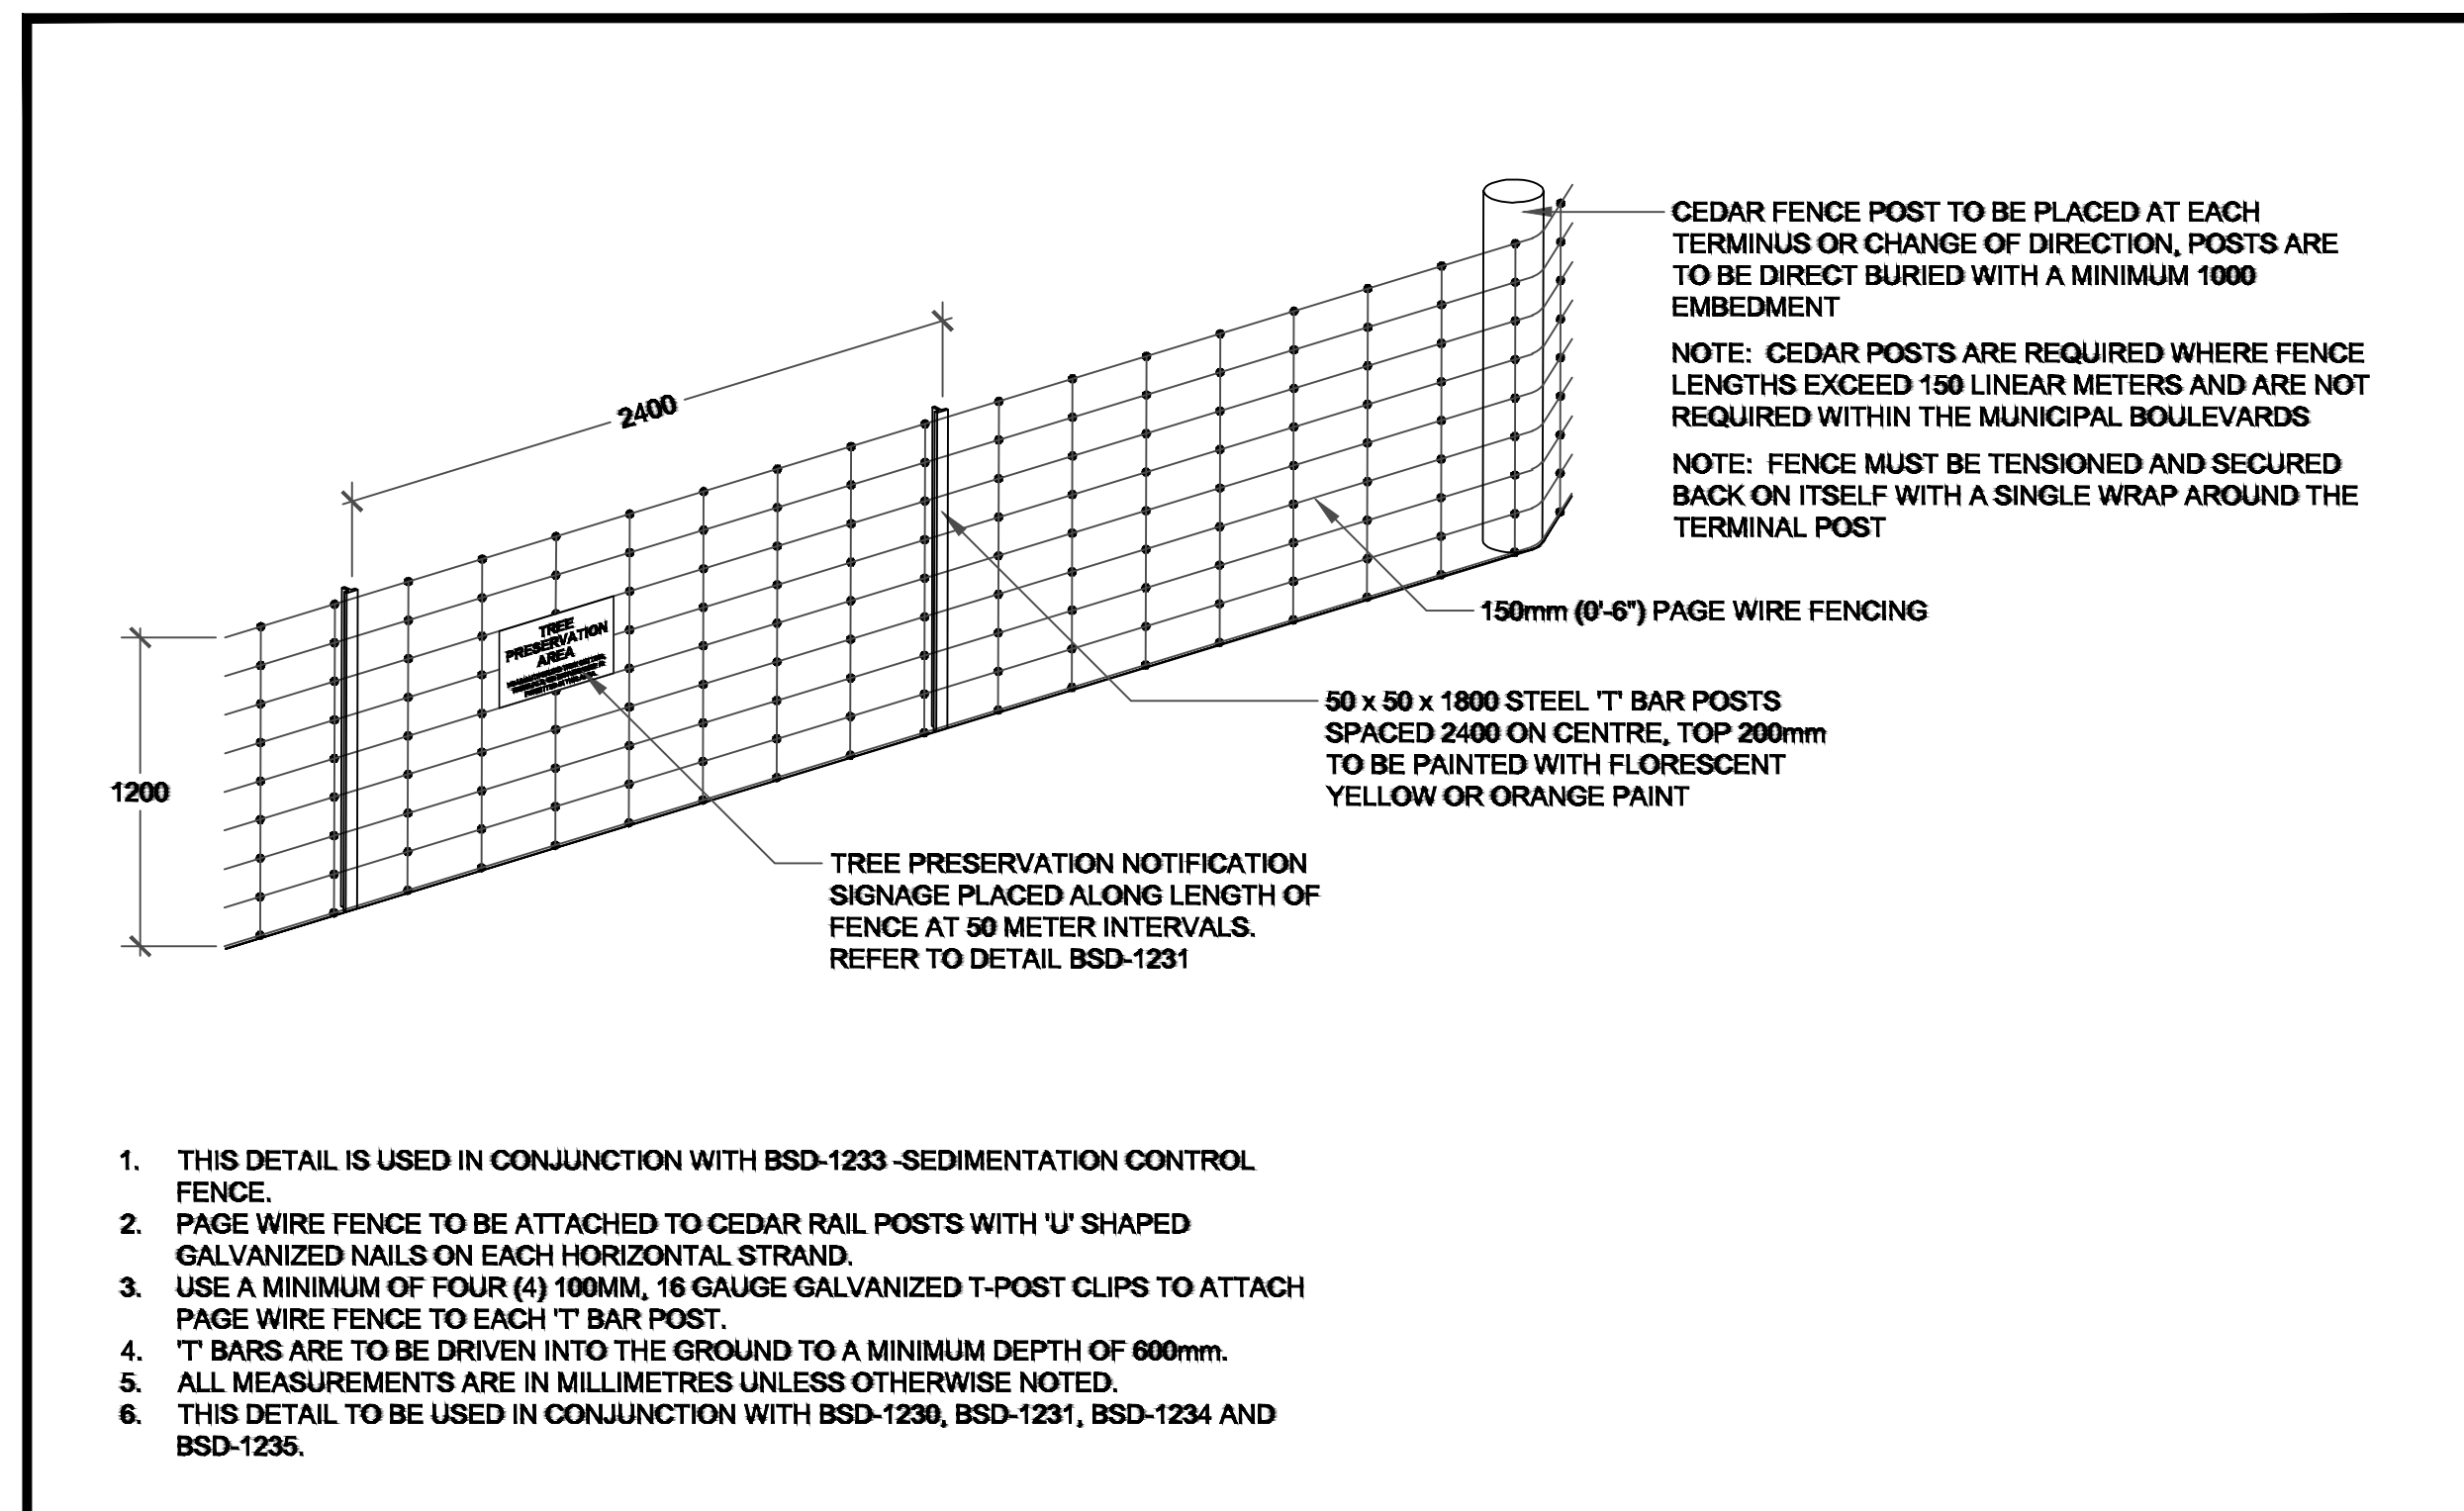 CEDAR FENCE POST TO BE PLACED AT EACH
TERMINUS OR CHANGE OF DIRECTION, POSTS ARE
TO BE DIRECT BURIED WITH A MINIMUM 1000
EMBEDMENT
NOTE: CEDAR POSTS ARE REQUIRED WHERE FENCE
LENGTHS EXCEED 150 LINEAR METERS AND ARE NOT
REQUIRED WITHIN THE MUNICIPAL BOULEVARDS
NOTE: FENCE MUST BE TENSIONED AND SECURED
BACK ON ITSELF WITH A SINGLE WRAP AROUND THE
TERMINAL POST
2400
150mm (0'-6") PAGE WIRE FENCING
TREE
PRESERVATION
AREA
50 x 50 x 1800 STEEL 'T' BAR POSTS
SPACED 2400 ON CENTRE, TOP 200mm
TO BE PAINTED WITH FLORESCENT
YELLOW OR ORANGE PAINT
1200
TREE PRESERVATION NOTIFICATION
SIGNAGE PLACED ALONG LENGTH OF
FENCE AT 50 METER INTERVALS.
REFER TO DETAIL BSD-1231
1. THIS DETAIL IS USED IN CONJUNCTION WITH BSD-1233 -SEDIMENTATION CONTROL
FENCE.
2. PAGE WIRE FENCE TO BE ATTACHED TO CEDAR RAIL POSTS WITH 'U' SHAPED
GALVANIZED NAILS ON EACH HORIZONTAL STRAND.
3. USE A MINIMUM OF FOUR (4) 100MM, 16 GAUGE GALVANIZED T-POST CLIPS TO ATTACH
PAGE WIRE FENCE TO EACH 'T' BAR POST.
4. 'T' BARS ARE TO BE DRIVEN INTO THE GROUND TO A MINIMUM DEPTH OF 600mm.
5. ALL MEASUREMENTS ARE IN MILLIMETRES UNLESS OTHERWISE NOTED.
6. THIS DETAIL TO BE USED IN CONJUNCTION WITH BSD-1230, BSD-1231, BSD-1234 AND
BSD-1235.